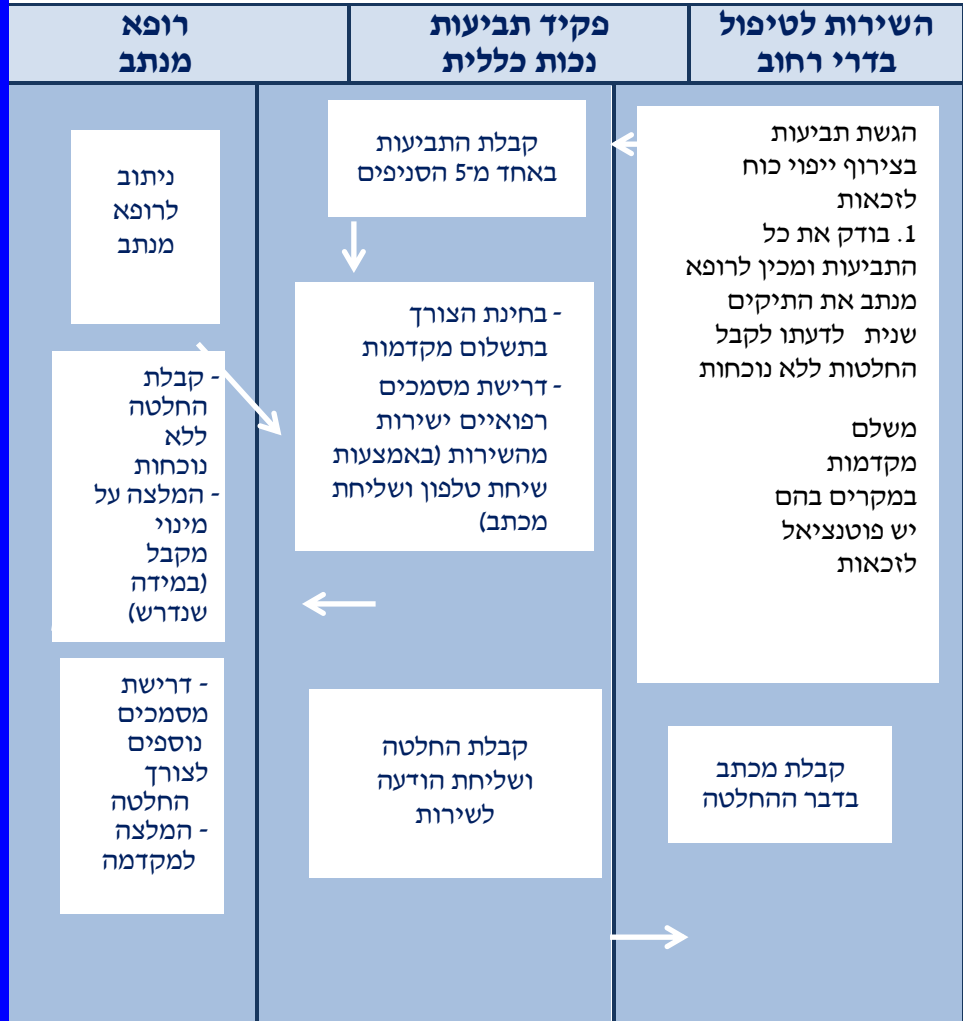 השירות לטיפול
בדרי רחוב
פקיד תביעות
נכות כללית
רופא
מנתב
הגשת תביעות
בצירוף ייפוי כוח
לזכאות
1. בודק את כל
התביעות ומכין לרופא
מנתב את התיקים
שנית לדעתו לקבל
החלטות ללא נוכחות
משלם
מקדמות
במקרים בהם
יש פוטנציאל
לזכאות
קבלת מכתב
בדבר ההחלטה
קבלת התביעות
באחד מ־5 הסניפים
- בחינת הצורך
בתשלום מקדמות
- דרישת מסמכים
רפואיים ישירות
מהשירות (באמצעות
שיחת טלפון ושליחת
מכתב)
קבלת החלטה
ושליחת הודעה
לשירות
ניתוב
לרופא
מנתב
- קבלת
החלטה
ללא
נוכחות
- המלצה על
מינוי
מקבל
(במידה
שנדרש)
- דרישת
מסמכים
נוספים
לצורך
החלטה
- המלצה
למקדמה